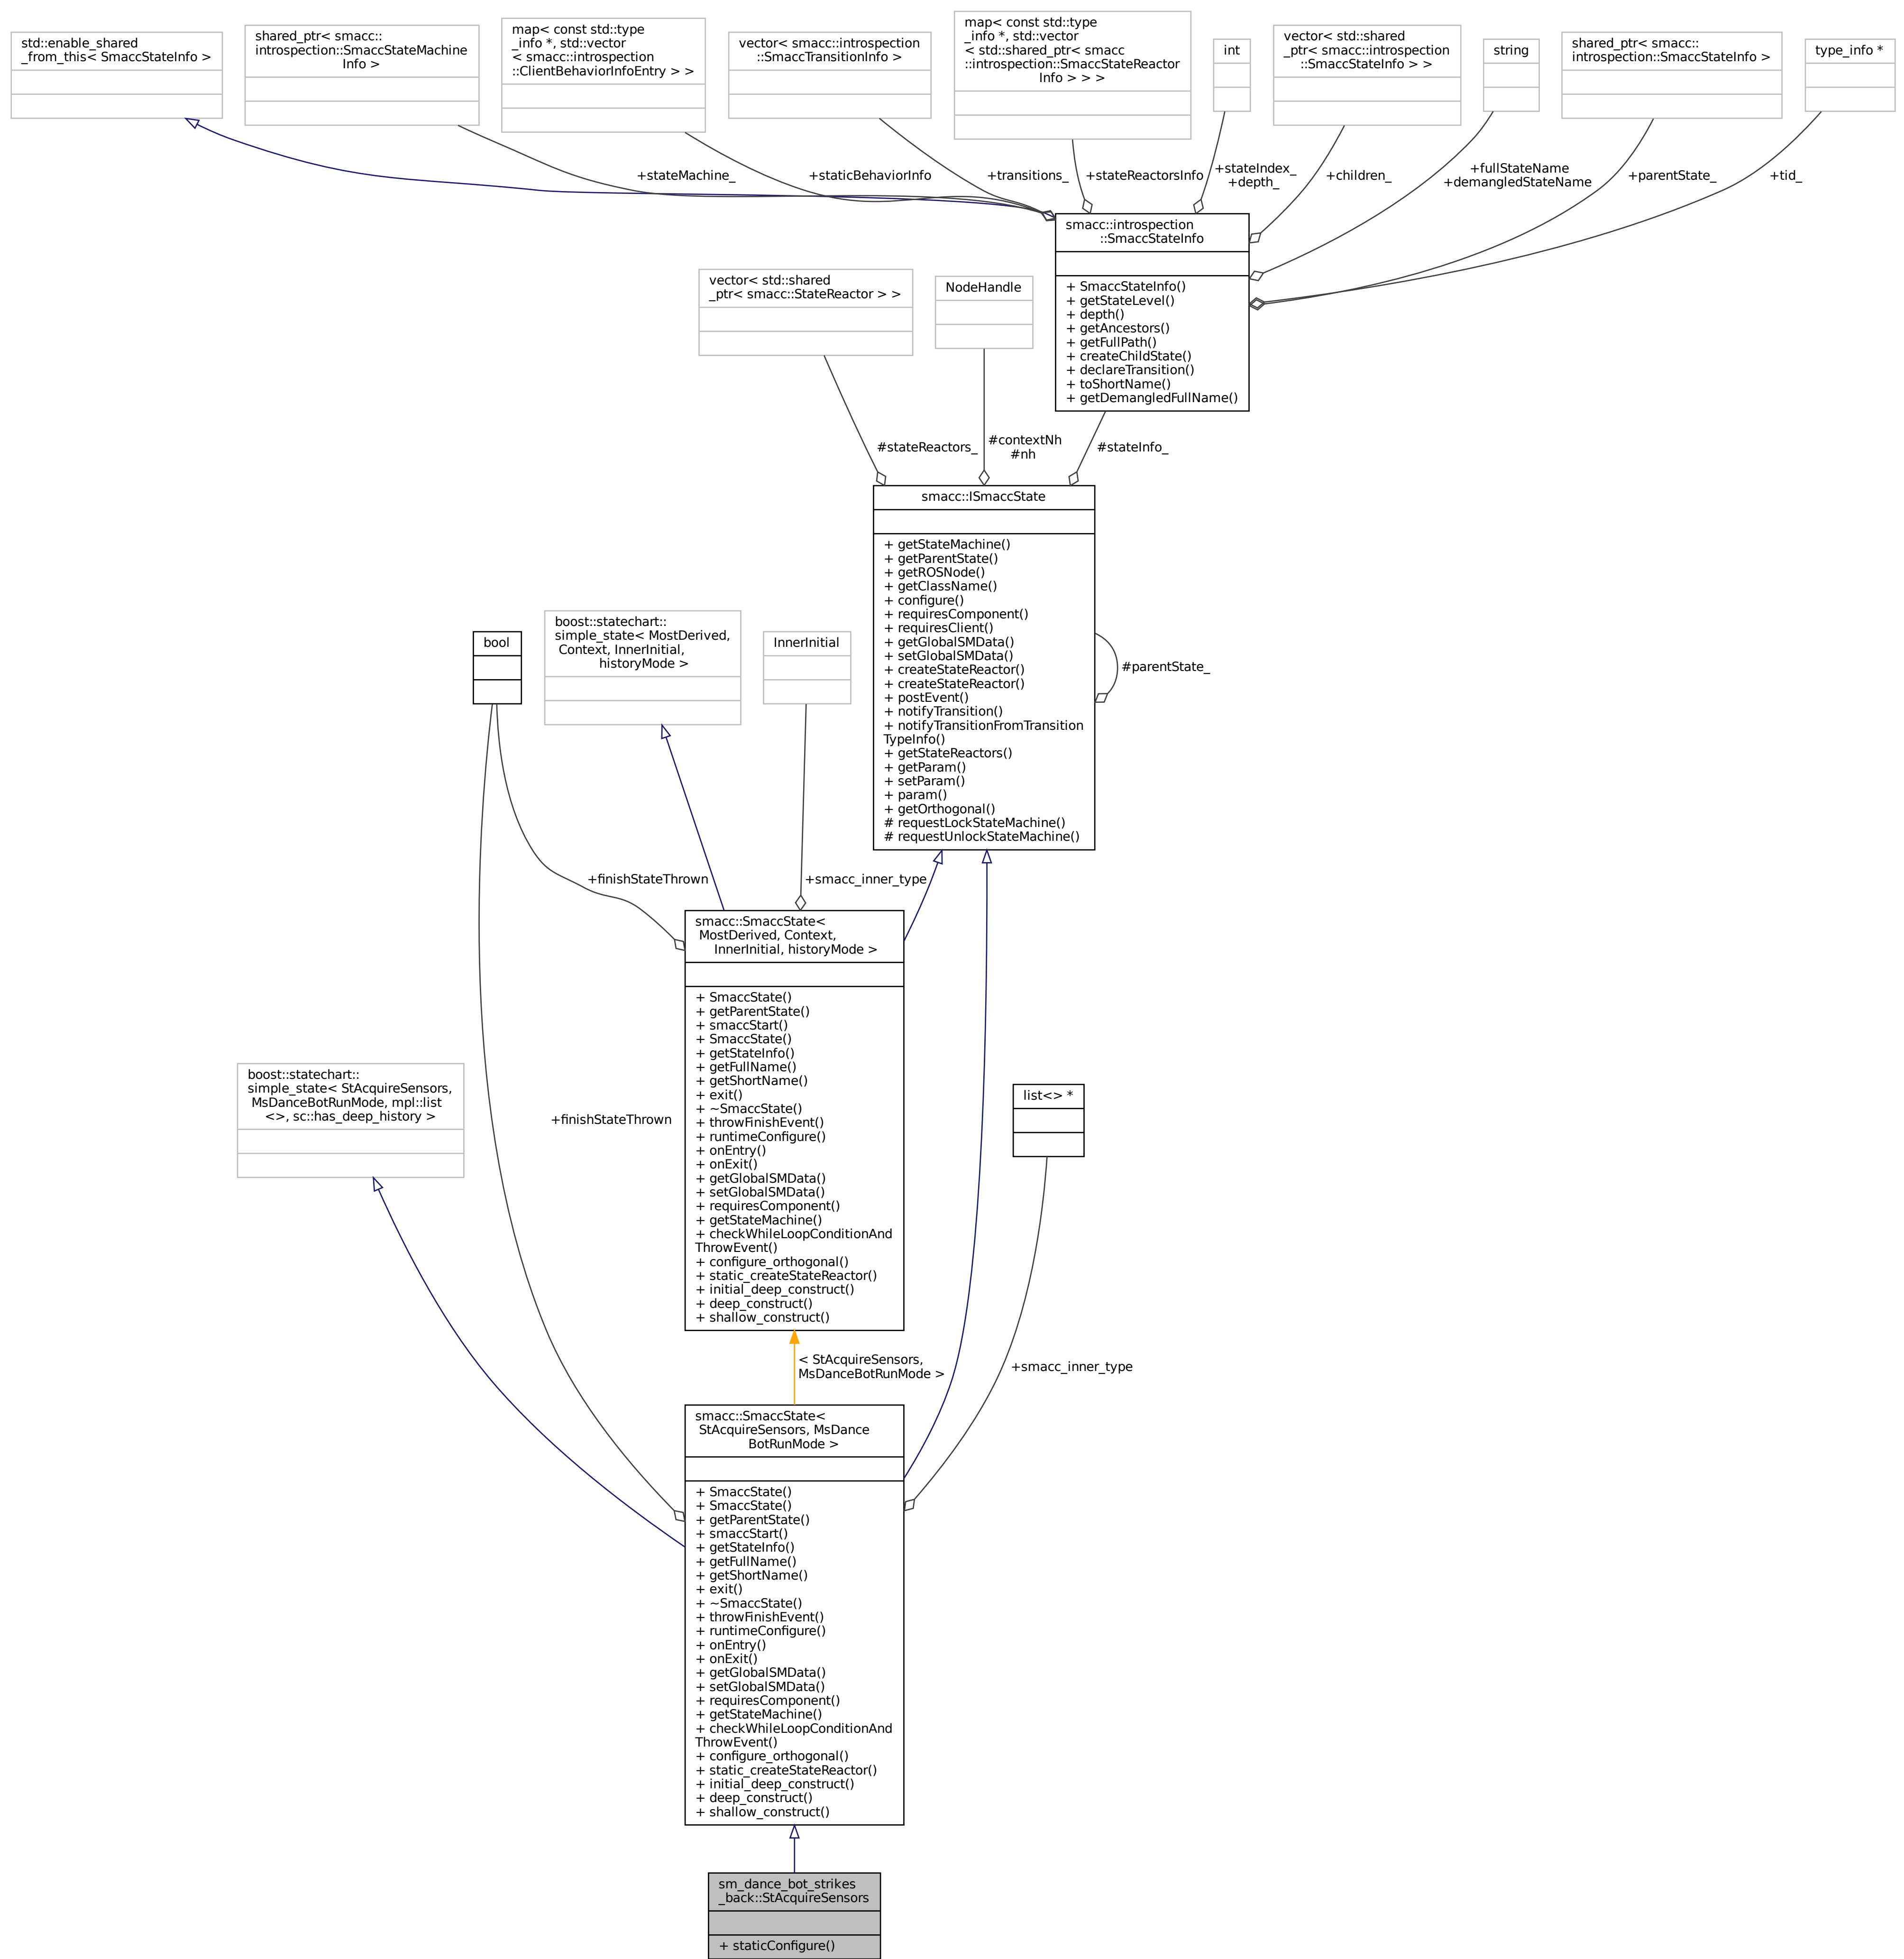 std::enable_shared
_from_this< SmaccStateInfo >
shared_ptr< smacc::
introspection::SmaccStateMachine
Info >
map< const std::type
_info *, std::vector
< smacc::introspection
::ClientBehaviorInfoEntry > >
vector< smacc::introspection
::SmaccTransitionInfo >
map< const std::type
_info *, std::vector
< std::shared_ptr< smacc
::introspection::SmaccStateReactor
Info > > >
int
vector< std::shared
_ptr< smacc::introspection
::SmaccStateInfo > >
string
shared_ptr< smacc::
introspection::SmaccStateInfo >
type_info *
+stateMachine_
+staticBehaviorInfo
+transitions_
+stateReactorsInfo
+stateIndex_
+depth_
+children_
+fullStateName
+demangledStateName
+parentState_
+tid_
smacc::introspection
::SmaccStateInfo
+ SmaccStateInfo()
+ getStateLevel()
+ depth()
+ getAncestors()
+ getFullPath()
+ createChildState()
+ declareTransition()
+ toShortName()
+ getDemangledFullName()
vector< std::shared
_ptr< smacc::StateReactor > >
NodeHandle
#stateReactors_
#contextNh
#nh
#stateInfo_
smacc::ISmaccState
+ getStateMachine()
+ getParentState()
+ getROSNode()
+ getClassName()
+ configure()
+ requiresComponent()
+ requiresClient()
+ getGlobalSMData()
+ setGlobalSMData()
+ createStateReactor()
+ createStateReactor()
+ postEvent()
+ notifyTransition()
+ notifyTransitionFromTransition
TypeInfo()
+ getStateReactors()
+ getParam()
+ setParam()
+ param()
+ getOrthogonal()
# requestLockStateMachine()
# requestUnlockStateMachine()
#parentState_
bool
boost::statechart::
simple_state< MostDerived,
Context, InnerInitial,
historyMode >
InnerInitial
+finishStateThrown
+smacc_inner_type
smacc::SmaccState<
MostDerived, Context,
InnerInitial, historyMode >
+ SmaccState()
+ getParentState()
+ smaccStart()
+ SmaccState()
+ getStateInfo()
+ getFullName()
+ getShortName()
+ exit()
+ ~SmaccState()
+ throwFinishEvent()
+ runtimeConfigure()
+ onEntry()
+ onExit()
+ getGlobalSMData()
+ setGlobalSMData()
+ requiresComponent()
+ getStateMachine()
+ checkWhileLoopConditionAnd
ThrowEvent()
+ configure_orthogonal()
+ static_createStateReactor()
+ initial_deep_construct()
+ deep_construct()
+ shallow_construct()
boost::statechart::
simple_state< StAcquireSensors,
MsDanceBotRunMode, mpl::list
<>, sc::has_deep_history >
+finishStateThrown
list<> *
< StAcquireSensors,
MsDanceBotRunMode >
+smacc_inner_type
smacc::SmaccState<
StAcquireSensors, MsDance
BotRunMode >
+ SmaccState()
+ SmaccState()
+ getParentState()
+ smaccStart()
+ getStateInfo()
+ getFullName()
+ getShortName()
+ exit()
+ ~SmaccState()
+ throwFinishEvent()
+ runtimeConfigure()
+ onEntry()
+ onExit()
+ getGlobalSMData()
+ setGlobalSMData()
+ requiresComponent()
+ getStateMachine()
+ checkWhileLoopConditionAnd
ThrowEvent()
+ configure_orthogonal()
+ static_createStateReactor()
+ initial_deep_construct()
+ deep_construct()
+ shallow_construct()
sm_dance_bot_strikes
_back::StAcquireSensors
+ staticConfigure()